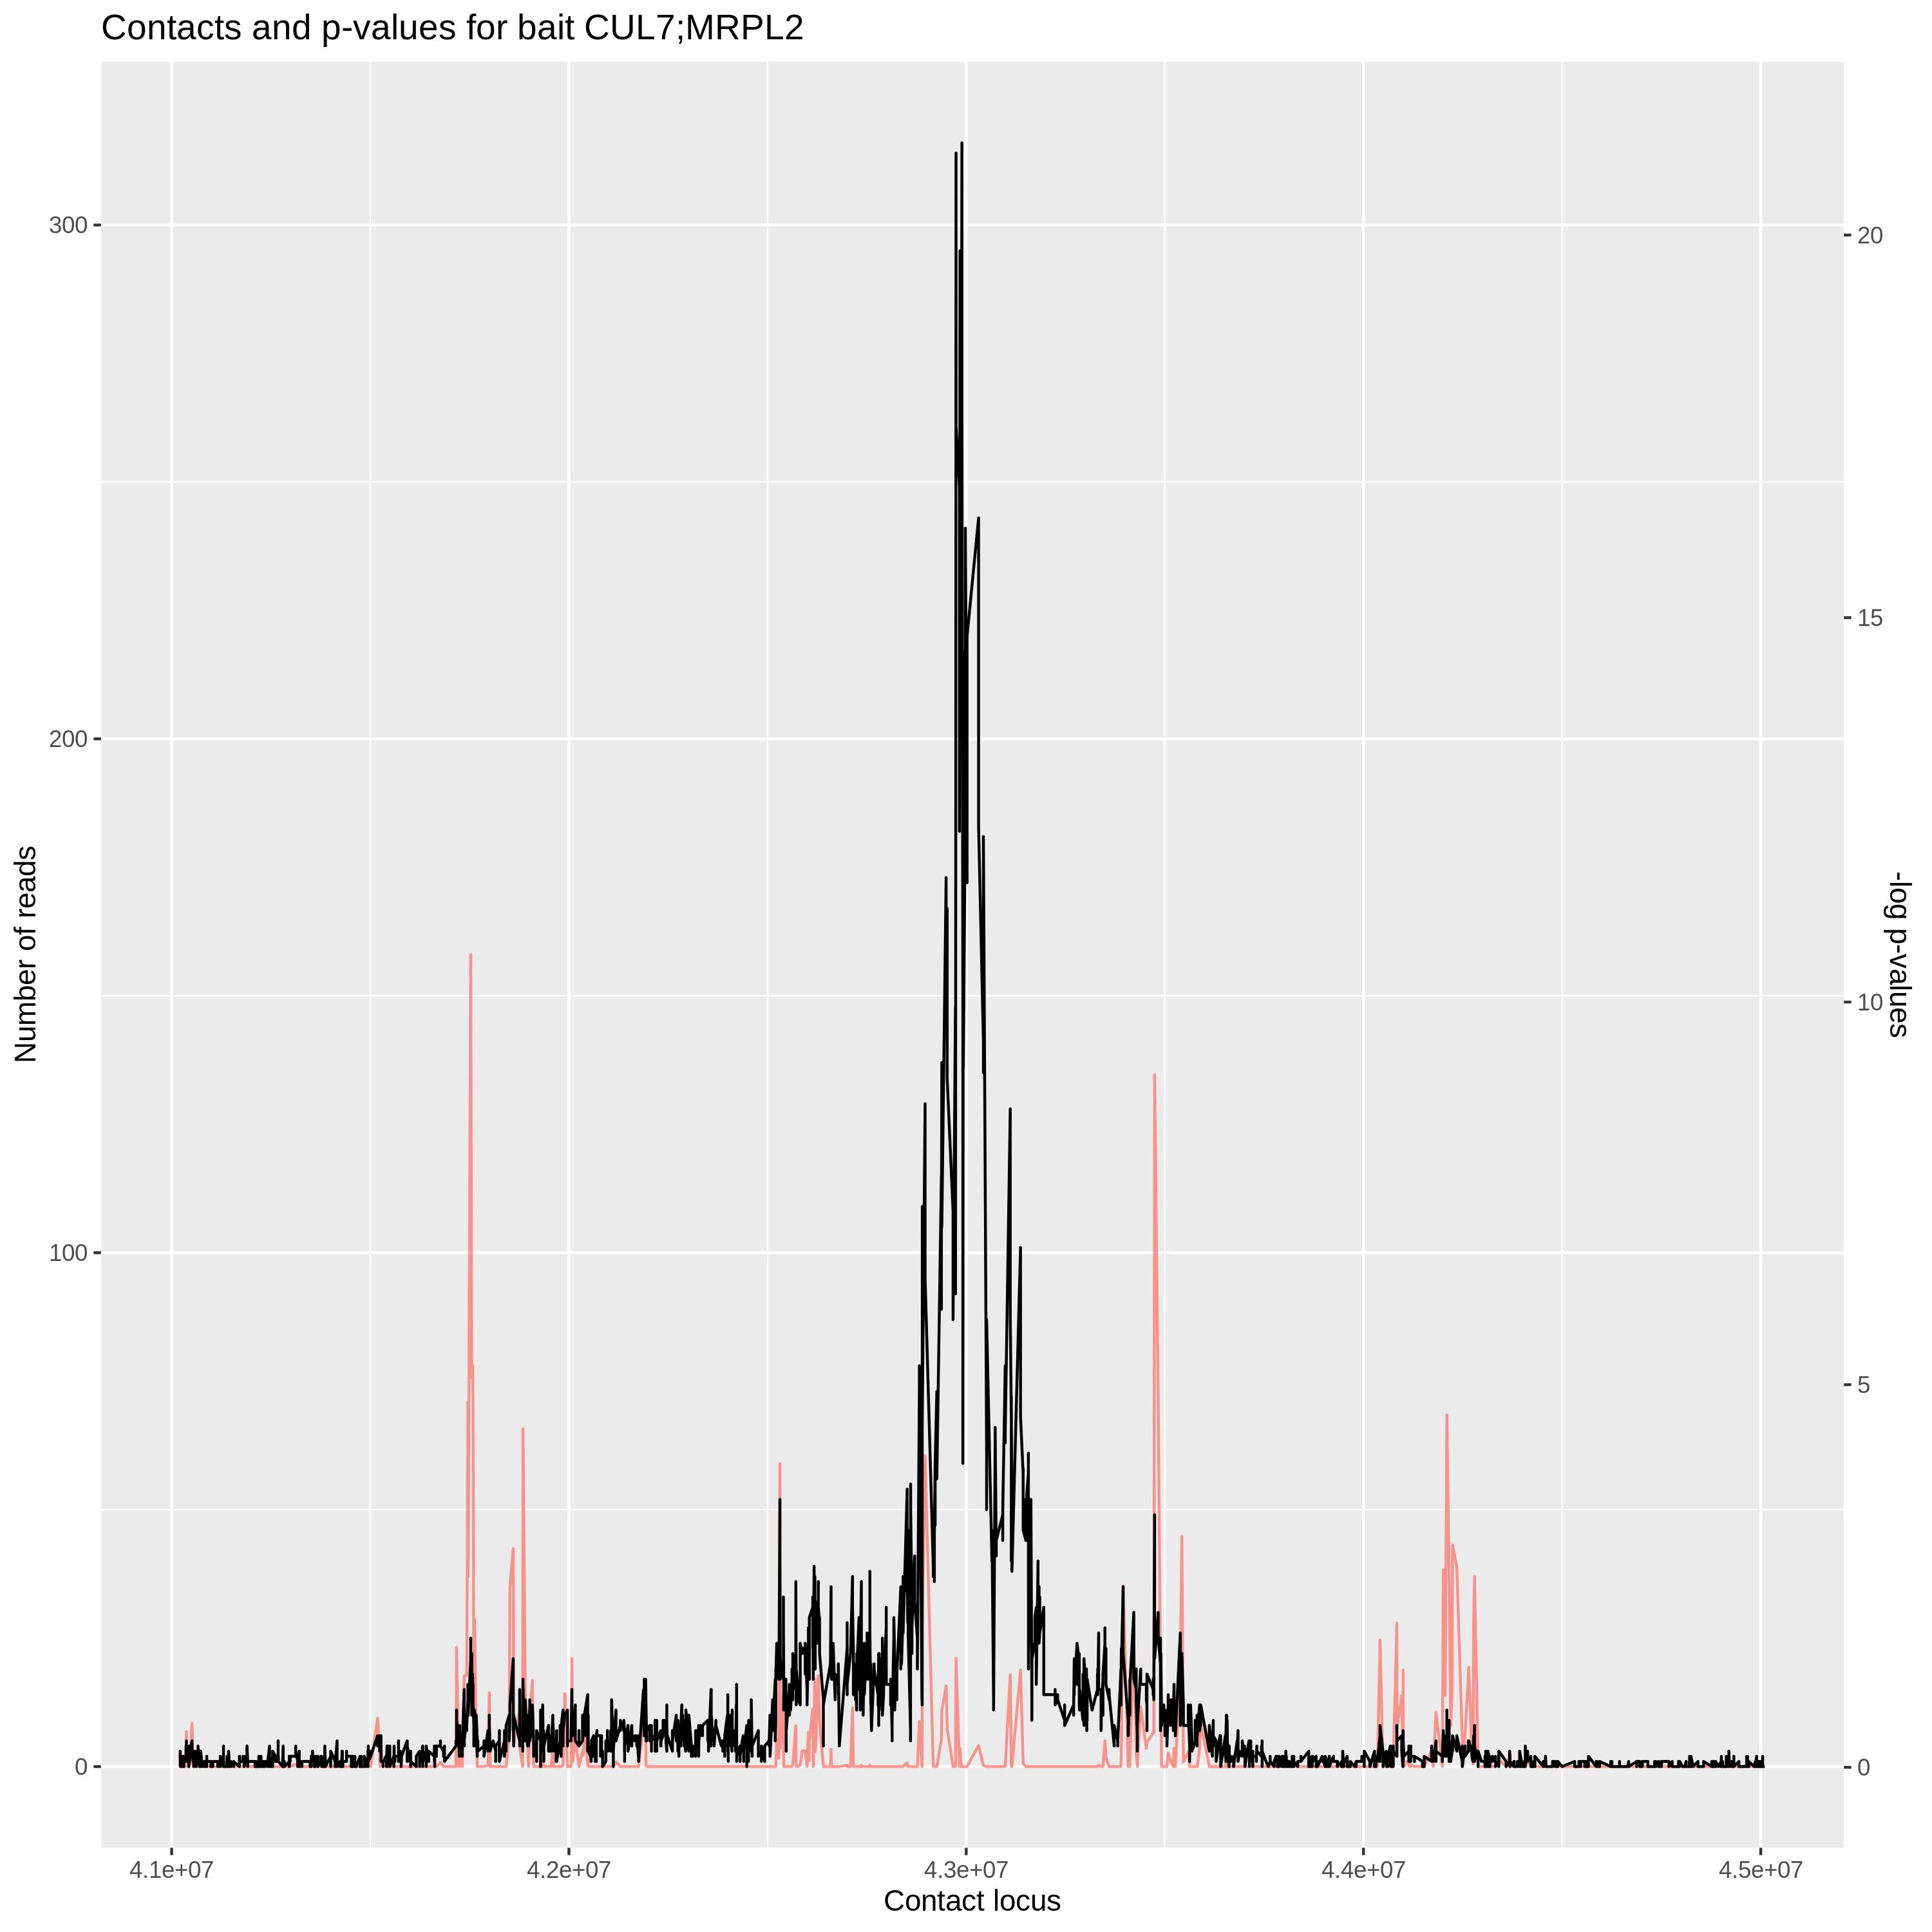 Contacts and p-values for bait CUL7;MRPL2
300
200
100
0
Number of reads
20
15
10
5
0
-log p-values
4.1e+07
4.2e+07
4.3e+07
4.4e+07
4.5e+07
Contact locus